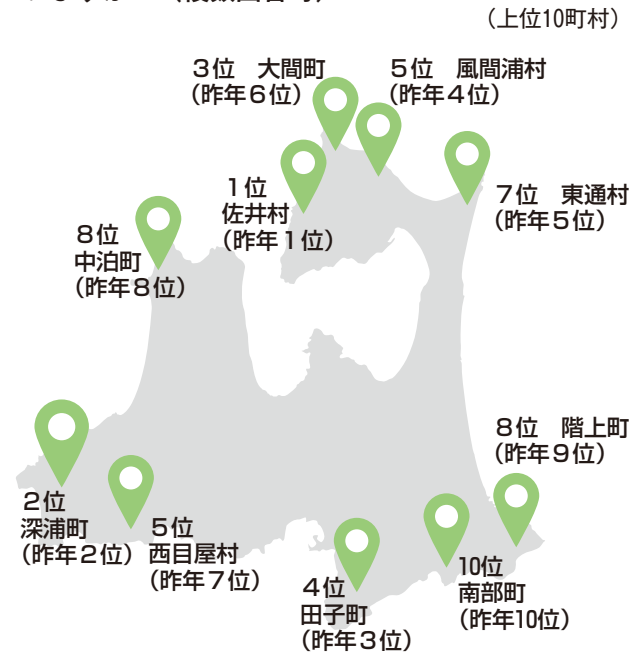 （上位10町村）
3位　大間町
（昨年6位）
5位　風間浦村
（昨年4位）
1位
佐井村
（昨年1位）
7位　東通村
（昨年5位）
8位
中泊町
（昨年8位）
8位　階上町
（昨年9位）
2位
深浦町
（昨年2位）
5位
西目屋村
（昨年7位）
4位
田子町
（昨年3位）
10位
南部町
（昨年10位）